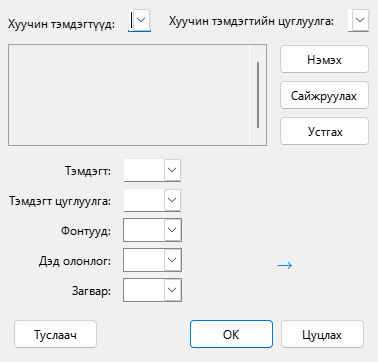 Хуучин тэмдэгтүүд: Хуучин тэмдэгтийн цуглуулга:
Нэмэх
Сайжруулах
Устгах
Тэмдэгт:
Тэмдэгт цуглуулга:
Фонтууд:
Дэд олонлог:
Загвар:
Туслаач OK Цуцлах